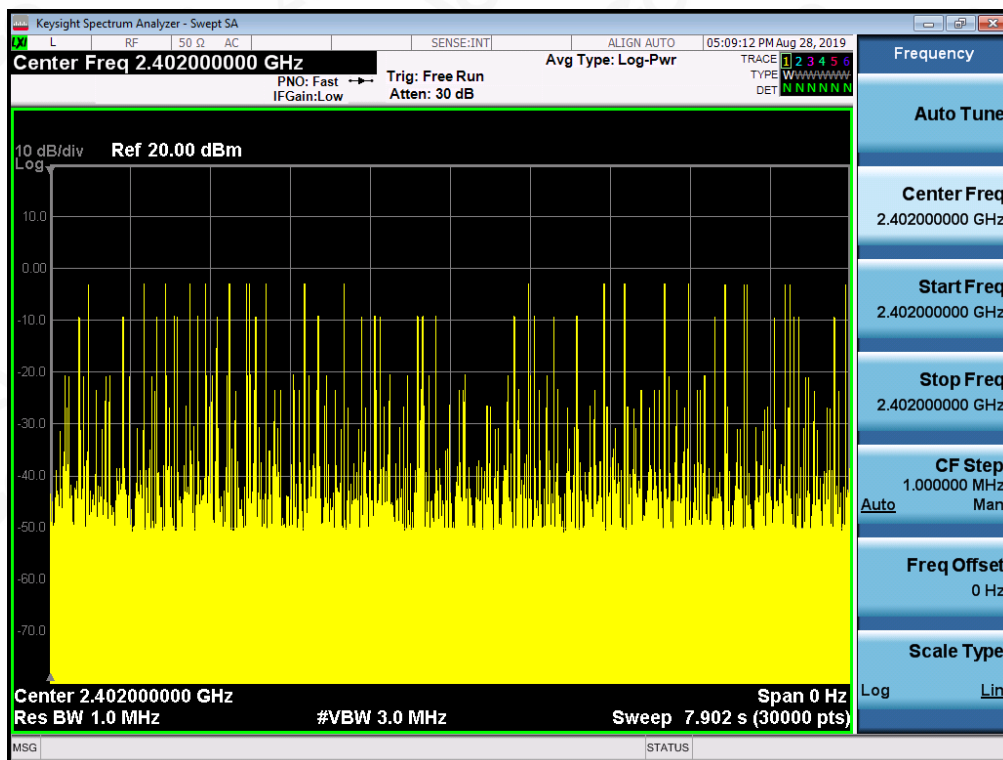 Keysight Spectrum Analyzer - Swept SA
LXI L RF 50 Ω AC SENSE:INT ALIGN AUTO 05:09:12 PM Aug 28, 2019
Center Freq 2.402000000 GHz
PNO: Fast
IFGain:Low
Trig: Free Run
Atten: 30 dB
Avg Type: Log-Pwr
TRACE 1 2 3 4 5 6
TYPE WWWWWW
DET N N N N N N
10 dB/div Ref 20.00 dBm
Log
10.0
0.00
-10.0
-20.0
-30.0
-40.0
-50.0
-60.0
-70.0
Center 2.402000000 GHz Span 0 Hz
Res BW 1.0 MHz #VBW 3.0 MHz Sweep 7.902 s (30000 pts)
MSG STATUS
Frequency
Auto Tune
Center Freq
2.402000000 GHz
Start Freq
2.402000000 GHz
Stop Freq
2.402000000 GHz
CF Step
1.000000 MHz
Auto Man
Freq Offset
0 Hz
Scale Type
Log Lin